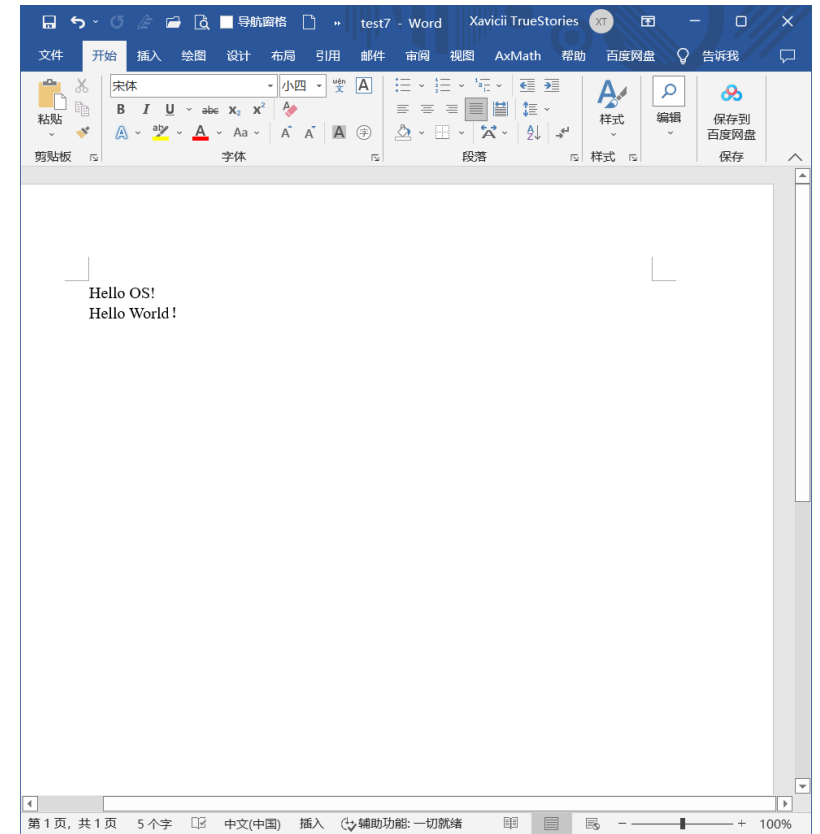 导航窗格 test7 - Word Xavicii TrueStories XT
文件 开始 插入 绘图 设计 布局 引用 邮件 审阅 视图 AxMath 帮助 百度网盘 告诉我 
宋体 小四 wén 文 A
粘贴 B I U abc X₂ X² 样式 编辑 保存到
百度网盘
A aby A Aa A A A 字
剪贴板 字体 段落 样式 保存
Hello OS!
Hello World！
第 1 页，共 1 页 5 个字 中文(中国) 插入 辅助功能: 一切就绪 100%